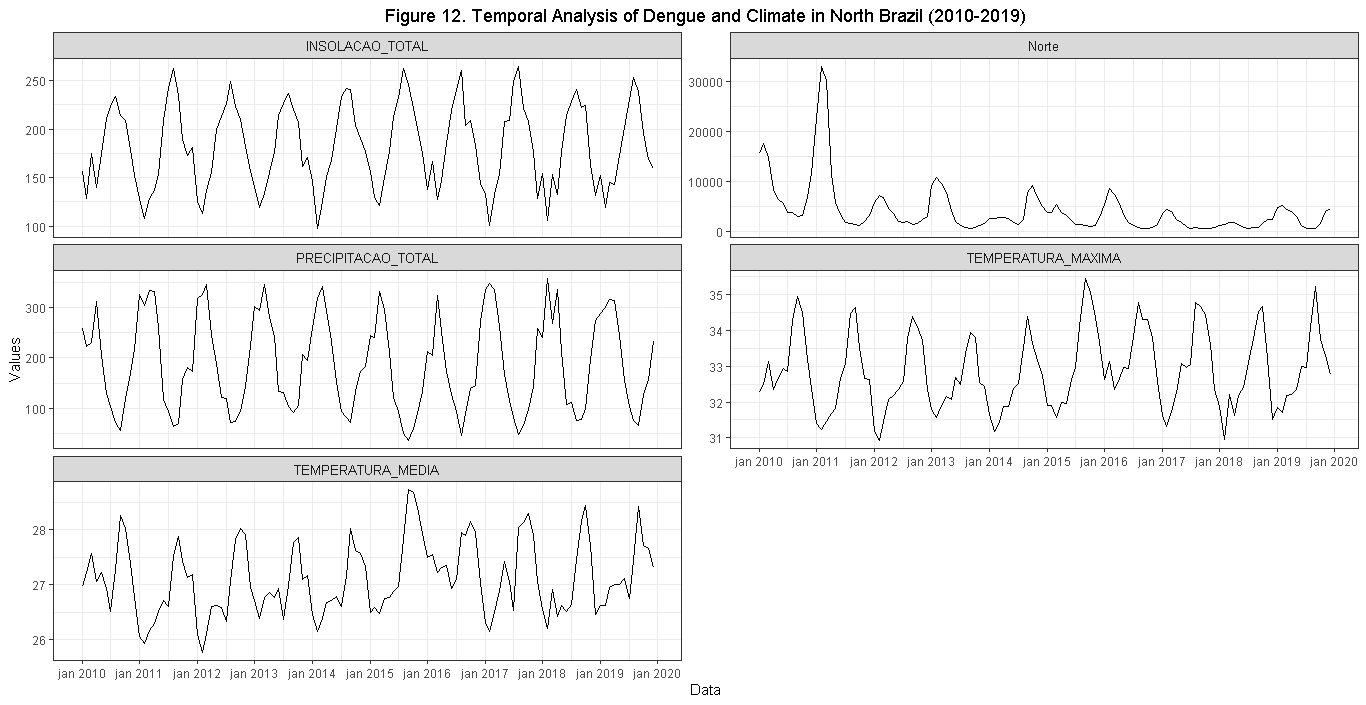 Figure 12. Temporal Analysis of Dengue and Climate in North Brazil (2010-2019)
INSOLACAO_TOTAL
250
200
150
100
Norte
30000
20000
10000
0
PRECIPITACAO_TOTAL
300
200
100
TEMPERATURA_MAXIMA
35
34
33
32
31
jan 2010 jan 2011 jan 2012 jan 2013 jan 2014 jan 2015 jan 2016 jan 2017 jan 2018 jan 2019 jan 2020
TEMPERATURA_MEDIA
28
27
26
jan 2010 jan 2011 jan 2012 jan 2013 jan 2014 jan 2015 jan 2016 jan 2017 jan 2018 jan 2019 jan 2020
Values
Data